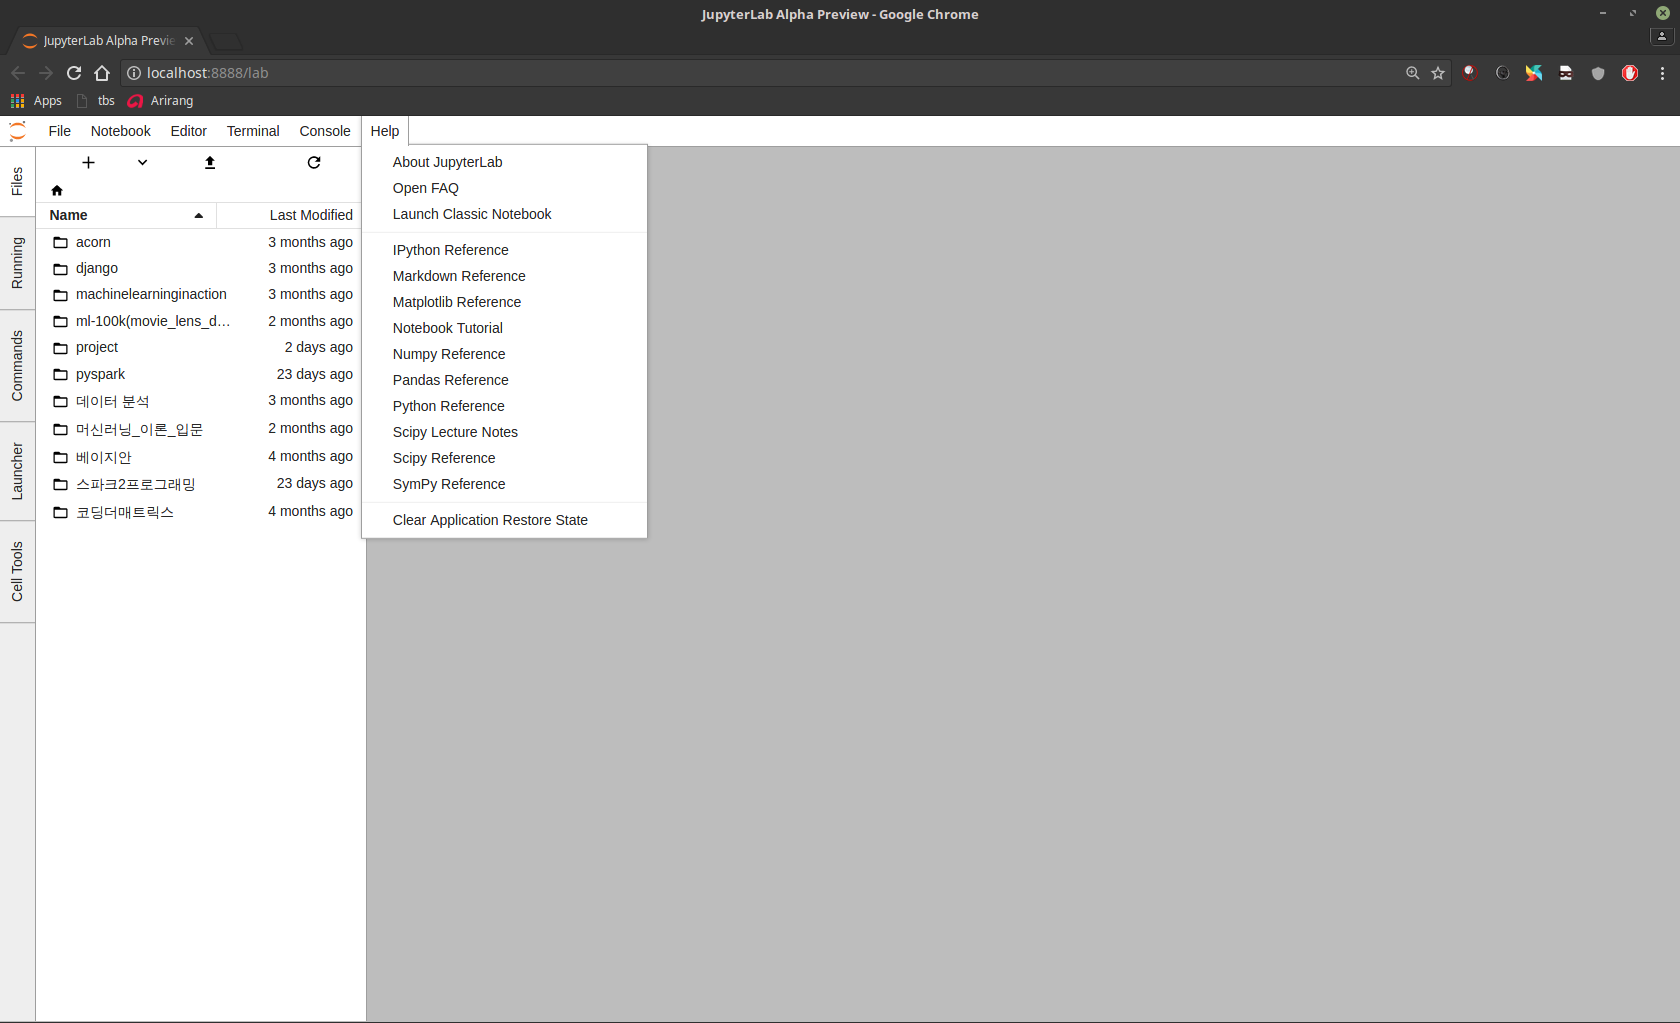 JupyterLab Alpha Preview - Google Chrome
JupyterLab Alpha Previe
localhost:8888/lab
Apps tbs Arirang
File Notebook Editor Terminal Console Help
Files
Running
Commands
Launcher
Cell Tools
Name Last Modified
acorn 3 months ago
django 3 months ago
machinelearninginaction 3 months ago
ml-100k(movie_lens_d… 2 months ago
project 2 days ago
pyspark 23 days ago
데이터 분석 3 months ago
머신러닝_이론_입문 2 months ago
베이지안 4 months ago
스파크2프로그래밍 23 days ago
코딩더매트릭스 4 months ago
About JupyterLab
Open FAQ
Launch Classic Notebook
IPython Reference
Markdown Reference
Matplotlib Reference
Notebook Tutorial
Numpy Reference
Pandas Reference
Python Reference
Scipy Lecture Notes
Scipy Reference
SymPy Reference
Clear Application Restore State